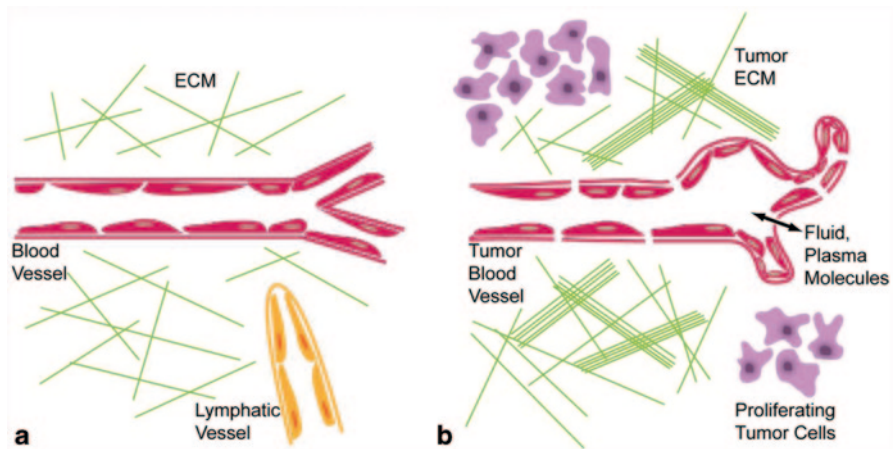 ECM
Blood
Vessel
Lymphatic
Vessel
a
Tumor
ECM
Fluid,
Plasma
Molecules
Tumor
Blood
Vessel
Proliferating
Tumor Cells
b